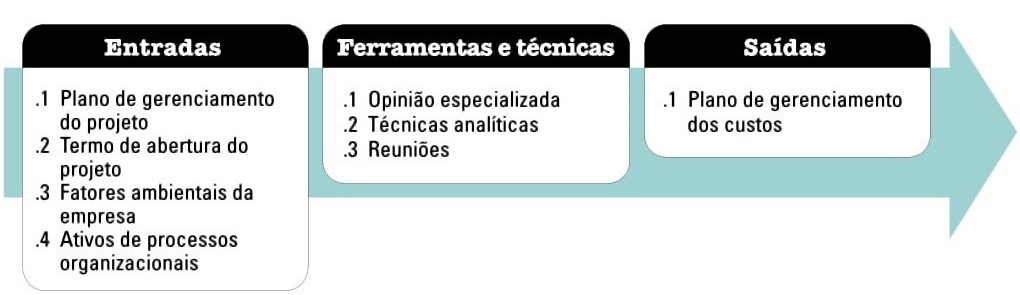 Entradas
.1 Plano de gerenciamento
do projeto
.2 Termo de abertura do
projeto
.3 Fatores ambientais da
empresa
.4 Ativos de processos
organizacionais
Ferramentas e técnicas
.1 Opinião especializada
.2 Técnicas analíticas
.3 Reuniões
Saídas
.1 Plano de gerenciamento
dos custos